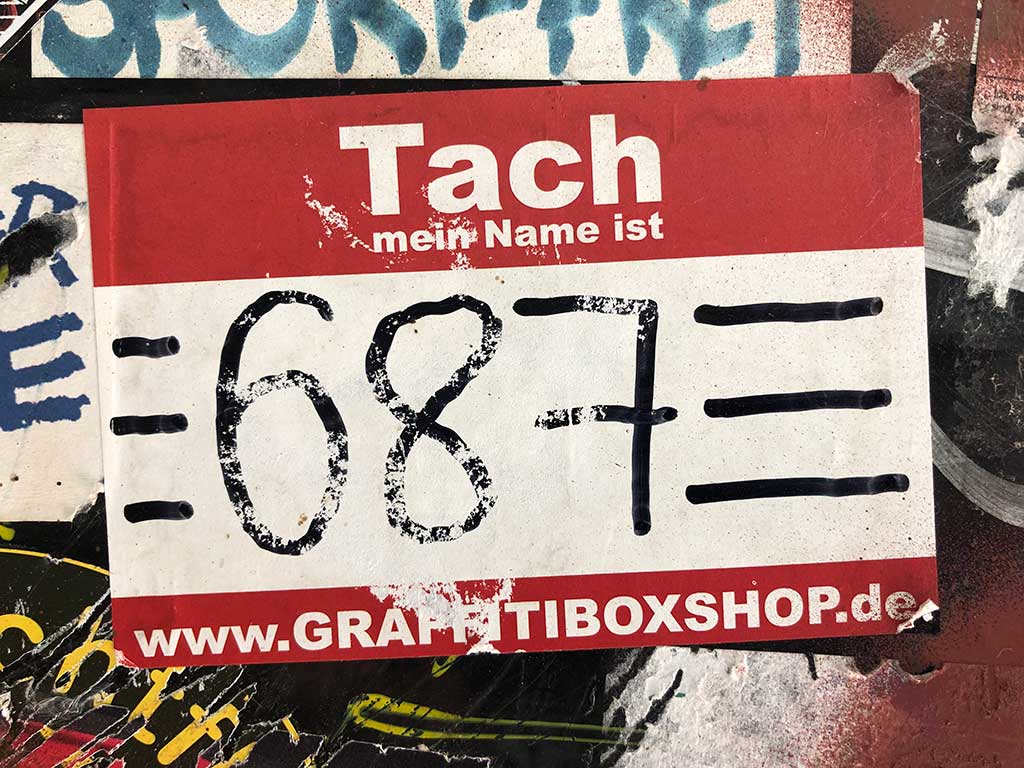 Tach
mein Name ist
687
www.GRAFFITIBOXSHOP.de